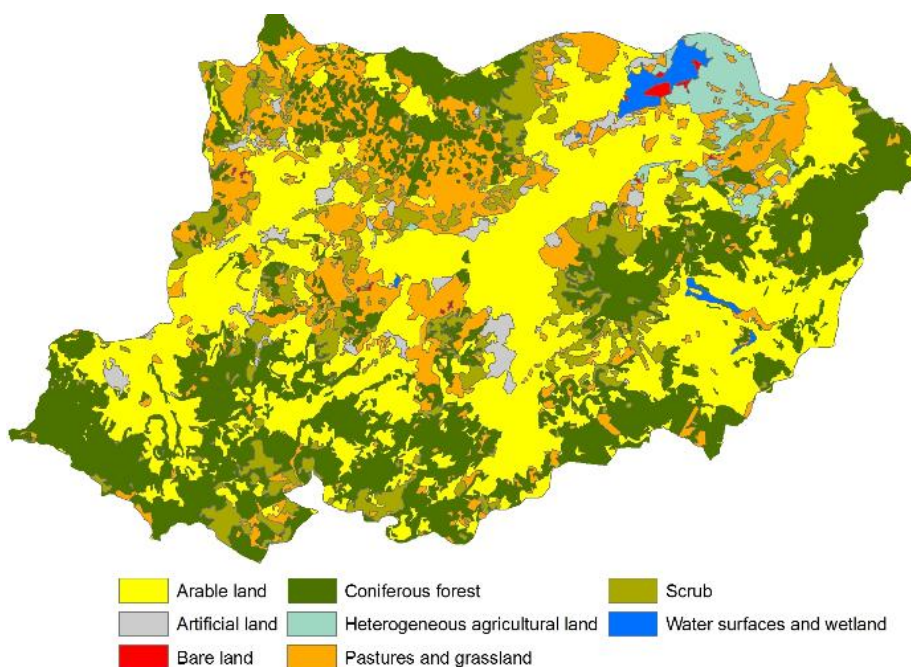 Arable land
Coniferous forest
Scrub
Artificial land
Heterogeneous agricultural land
Water surfaces and wetland
Bare land
Pastures and grassland